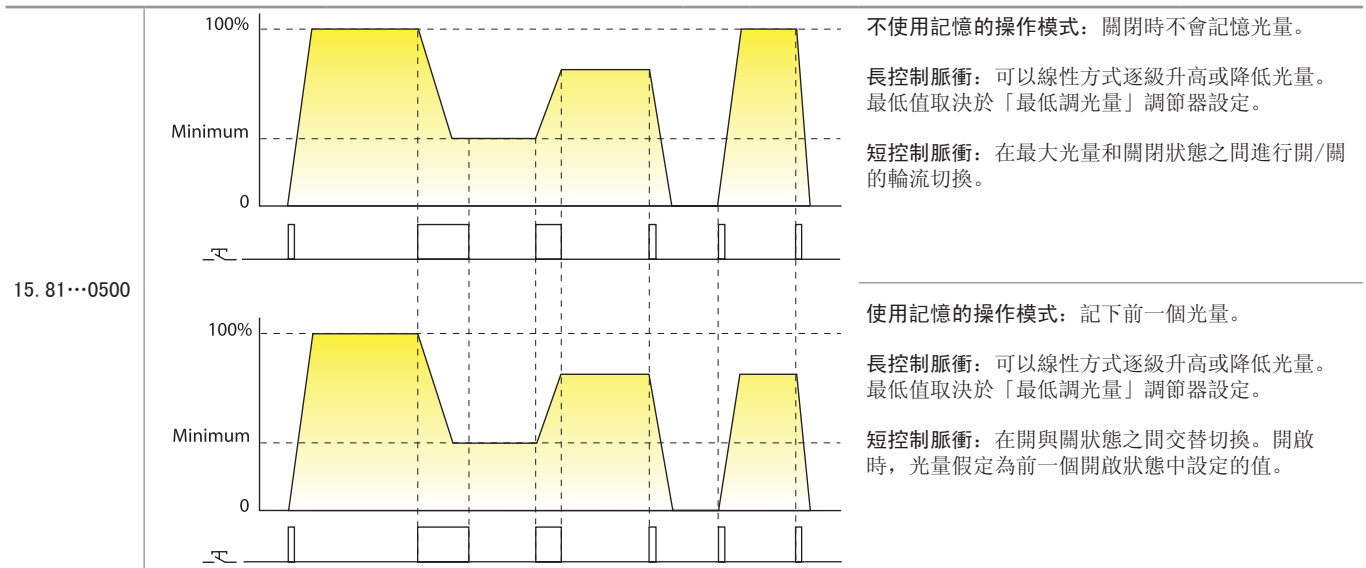 15.81…0500
100%
Minimum
0
不使用記憶的操作模式：關閉時不會記憶光量。
長控制脈衝：可以線性方式逐級升高或降低光量。
最低值取決於「最低調光量」調節器設定。
短控制脈衝：在最大光量和關閉狀態之間進行開/關
的輪流切換。
100%
Minimum
0
使用記憶的操作模式：記下前一個光量。
長控制脈衝：可以線性方式逐級升高或降低光量。
最低值取決於「最低調光量」調節器設定。
短控制脈衝：在開與關狀態之間交替切換。開啟
時，光量假定為前一個開啟狀態中設定的值。